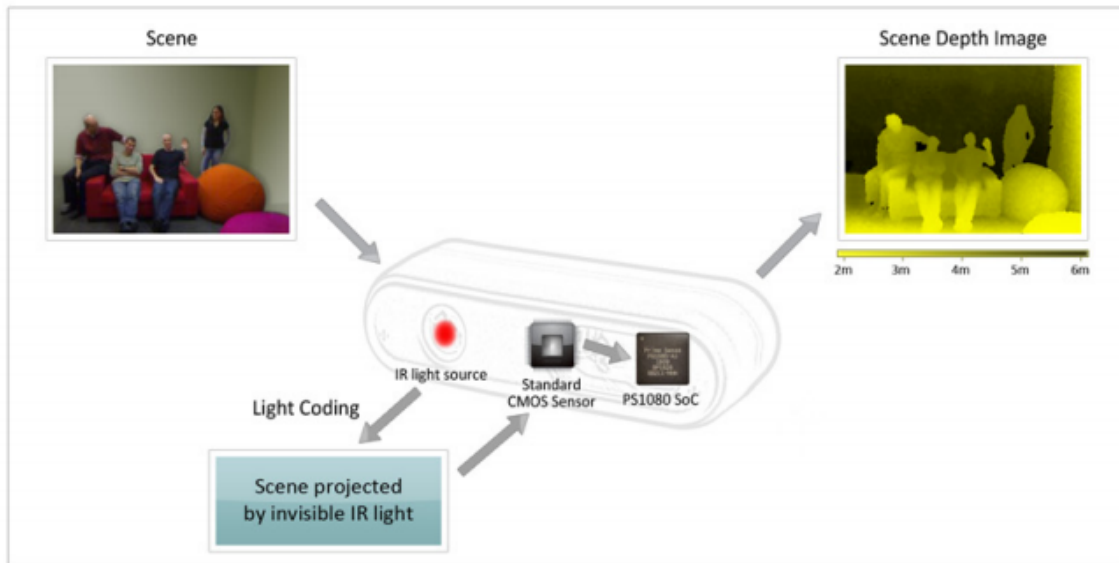 Scene
Scene Depth Image
2m 3m 4m 5m 6m
IR light source
Standard
CMOS Sensor
PS1080 SoC
Light Coding
Scene projected
by invisible IR light